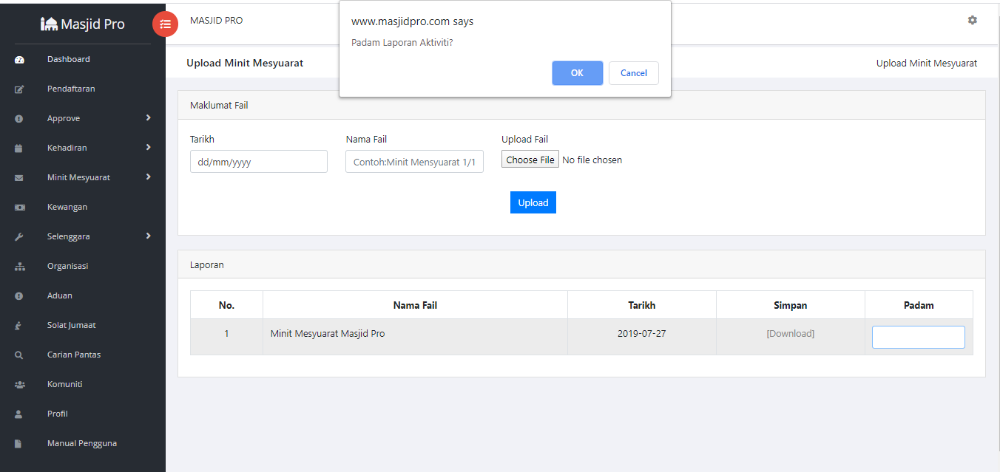 Masjid Pro
Dashboard
Pendaftaran
Approve
Kehadiran
Minit Mesyuarat
Kewangan
Selenggara
Organisasi
Aduan
Solat Jumaat
Carian Pantas
Komuniti
Profil
Manual Pengguna
MASJID PRO
www.masjidpro.com says
Padam Laporan Aktiviti?
OK Cancel
Upload Minit Mesyuarat Upload Minit Mesyuarat
Maklumat Fail
Tarikh Nama Fail Upload Fail
dd/mm/yyyy Contoh:Minit Mensyuarat 1/1 Choose File No file chosen
Upload
Laporan
No. Nama Fail Tarikh Simpan Padam
1 Minit Mesyuarat Masjid Pro 2019-07-27 [Download]